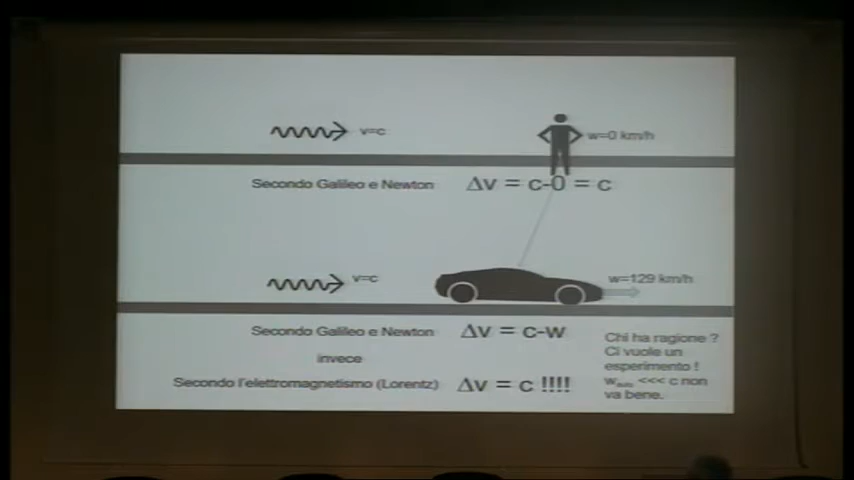 v=c
w=0 km/h
Secondo Galileo e Newton Δv = c-0 = c
v=c
w=129 km/h
Secondo Galileo e Newton Δv = c-w
invece
Secondo l'elettromagnetismo (Lorentz) Δv = c !!!!
Chi ha ragione ?
Ci vuole un
esperimento !
w auto <<< c non
va bene.